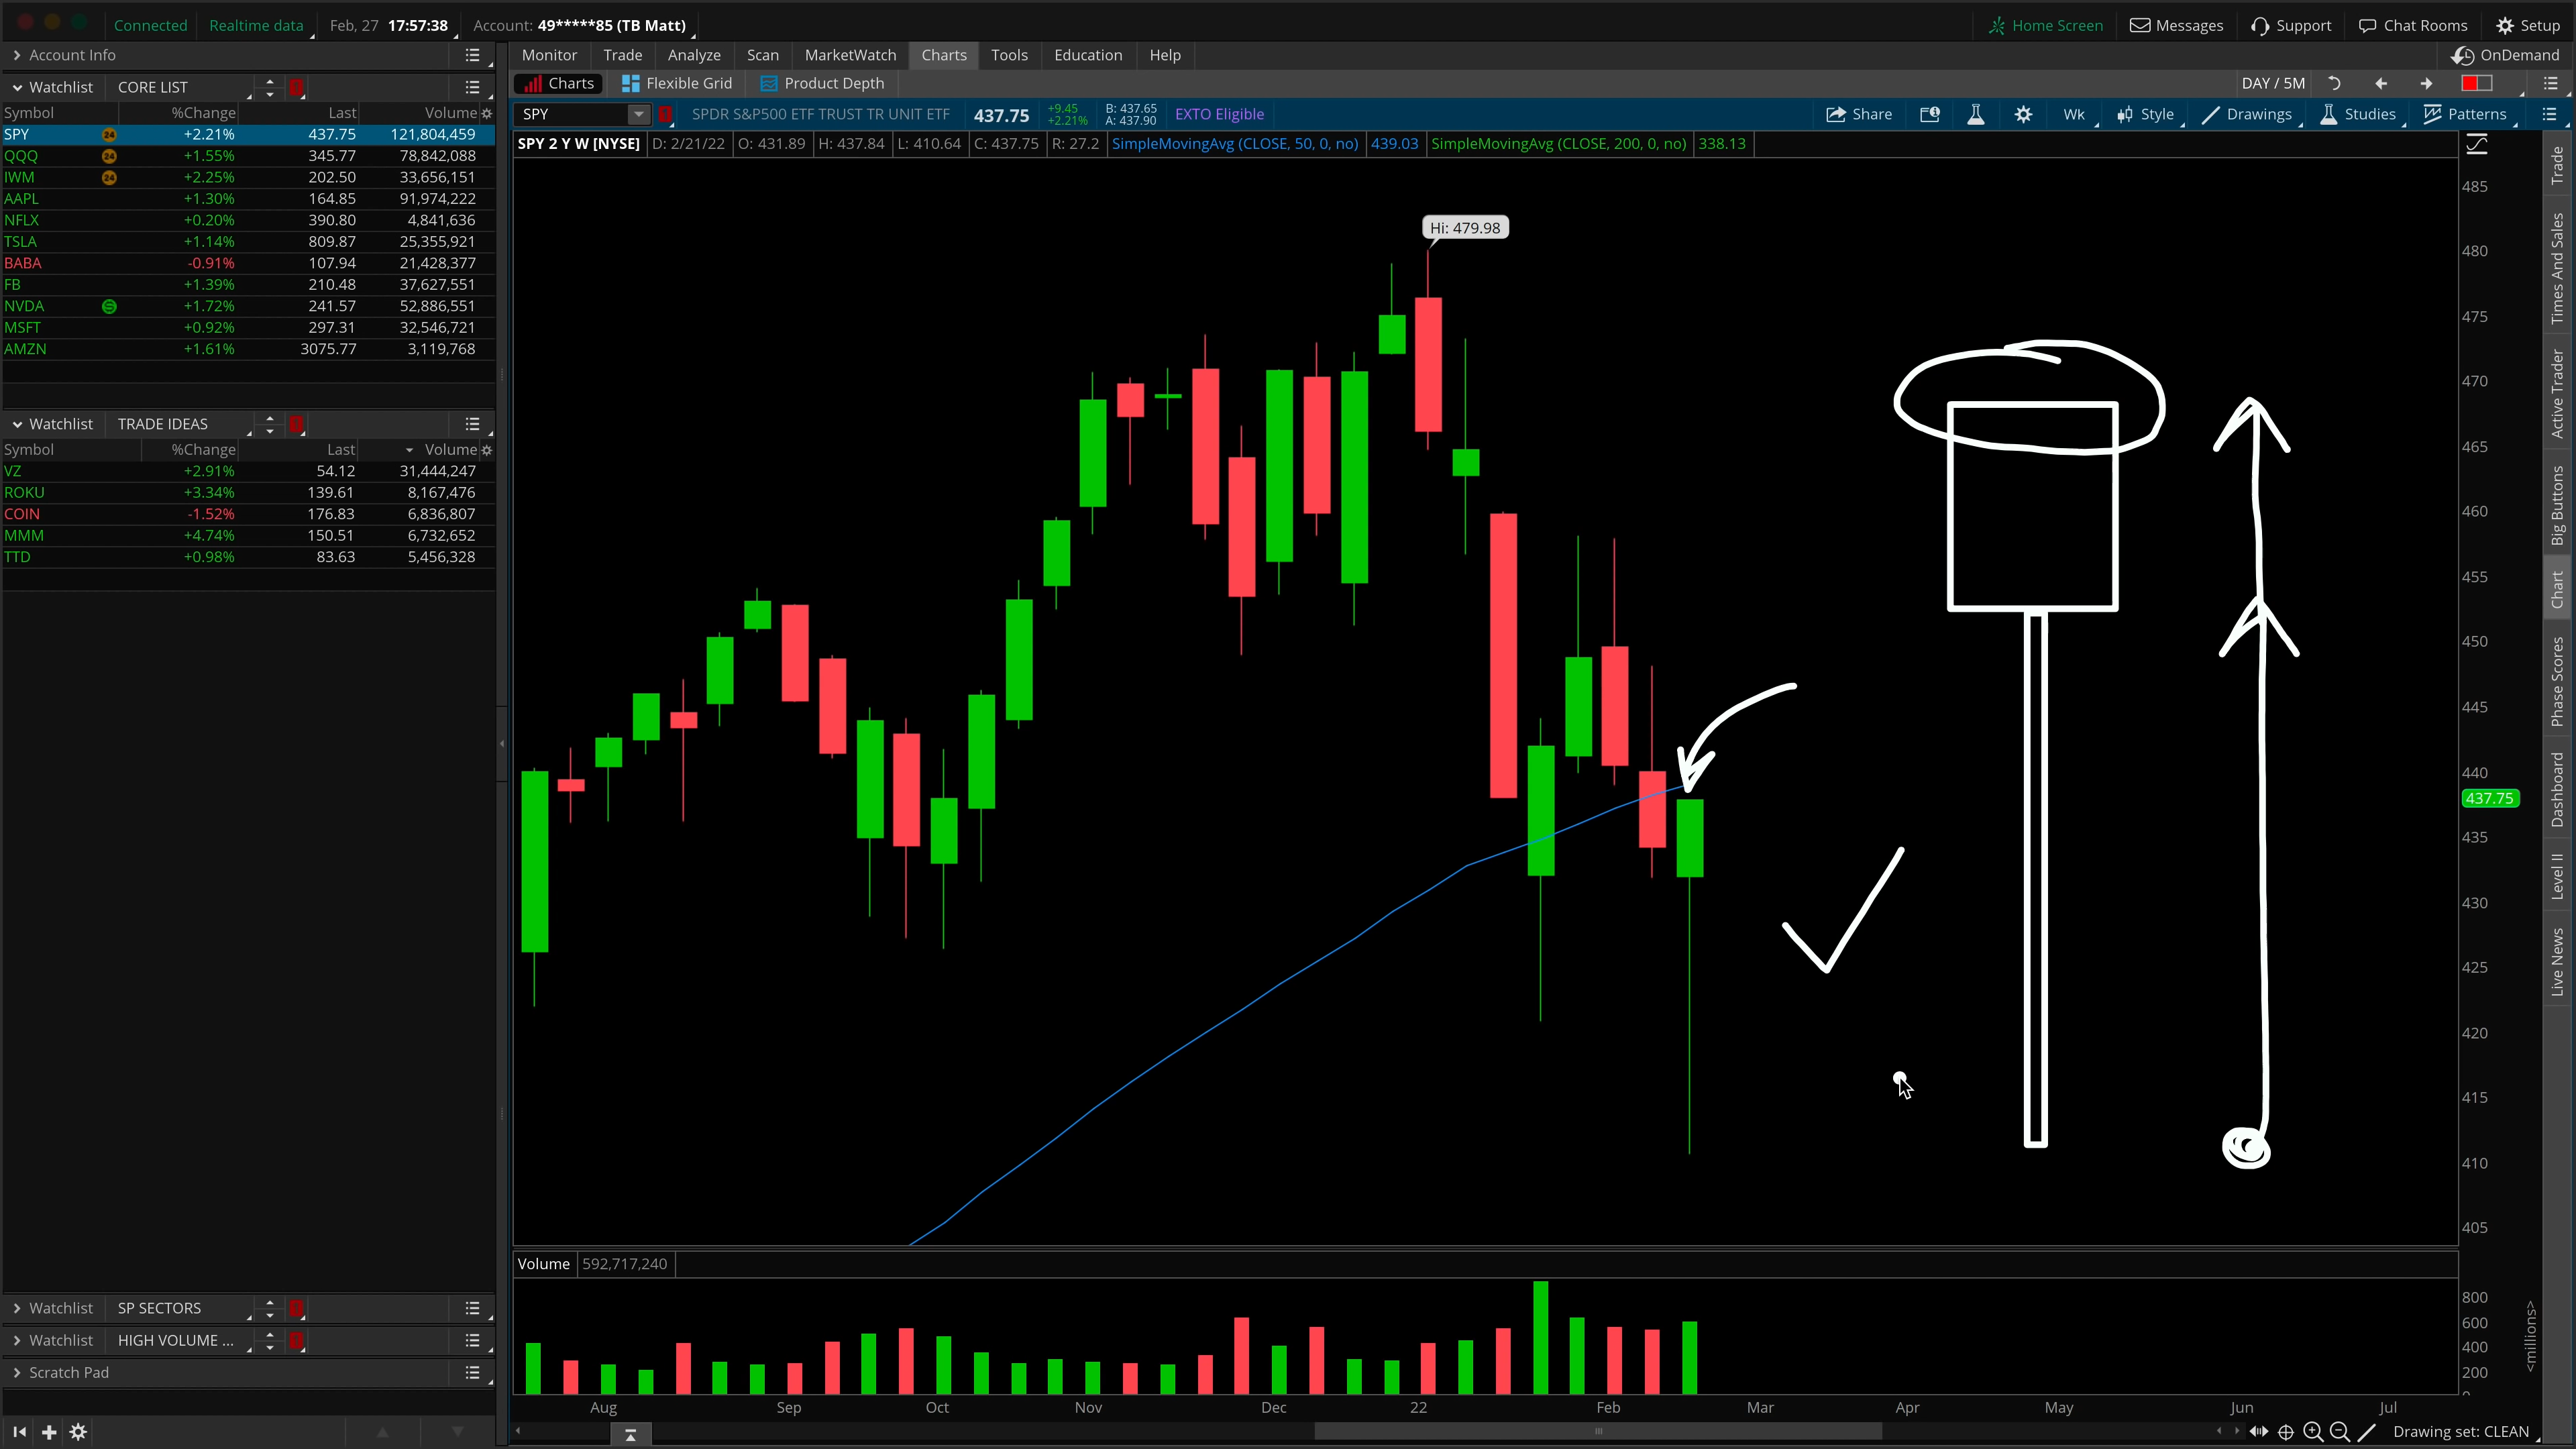 Connected Realtime data Feb, 27 17:57:38 Account: 49*****85 (TB Matt) Home Screen Messages Support Chat Rooms Setup
Account Info
Monitor Trade Analyze Scan MarketWatch Charts Tools Education Help OnDemand
Watchlist CORE LIST
Charts Flexible Grid Product Depth DAY / 5M
Symbol %Change Last Volume
SPY 24 +2.21% 437.75 121,804,459
QQQ 24 +1.55% 345.77 78,842,088
IWM 24 +2.25% 202.50 33,656,151
AAPL +1.30% 164.85 91,974,222
NFLX +0.20% 390.80 4,841,636
TSLA +1.14% 809.87 25,355,921
BABA -0.91% 107.94 21,428,377
FB +1.39% 210.48 37,627,551
NVDA +1.72% 241.57 52,886,551
MSFT +0.92% 297.31 32,546,721
AMZN +1.61% 3075.77 3,119,768
Watchlist TRADE IDEAS
Symbol %Change Last Volume
VZ +2.91% 54.12 31,444,247
ROKU +3.34% 139.61 8,167,476
COIN -1.52% 176.83 6,836,807
MMM +4.74% 150.51 6,732,652
TTD +0.98% 83.63 5,456,328
Watchlist SP SECTORS
Watchlist HIGH VOLUME ...
Scratch Pad
SPY SPDR S&P500 ETF TRUST TR UNIT ETF 437.75 +9.45 B: 437.65 EXTO Eligible Share Wk Style Drawings Studies Patterns
+2.21% A: 437.90
SPY 2 Y W [NYSE] D: 2/21/22 O: 431.89 H: 437.84 L: 410.64 C: 437.75 R: 27.2 SimpleMovingAvg (CLOSE, 50, 0, no) 439.03 SimpleMovingAvg (CLOSE, 200, 0, no) 338.13
Hi: 479.98
485
480
475
470
465
460
455
450
445
440
437.75
435
430
425
420
415
410
405
Volume 592,717,240
800
600
400
200
0
<millions>
Aug Sep Oct Nov Dec 22 Feb Mar Apr May Jun Jul
Drawing set: CLEAN
Trade
Times And Sales
Active Trader
Big Buttons
Chart
Phase Scores
Dashboard
Level II
Live News